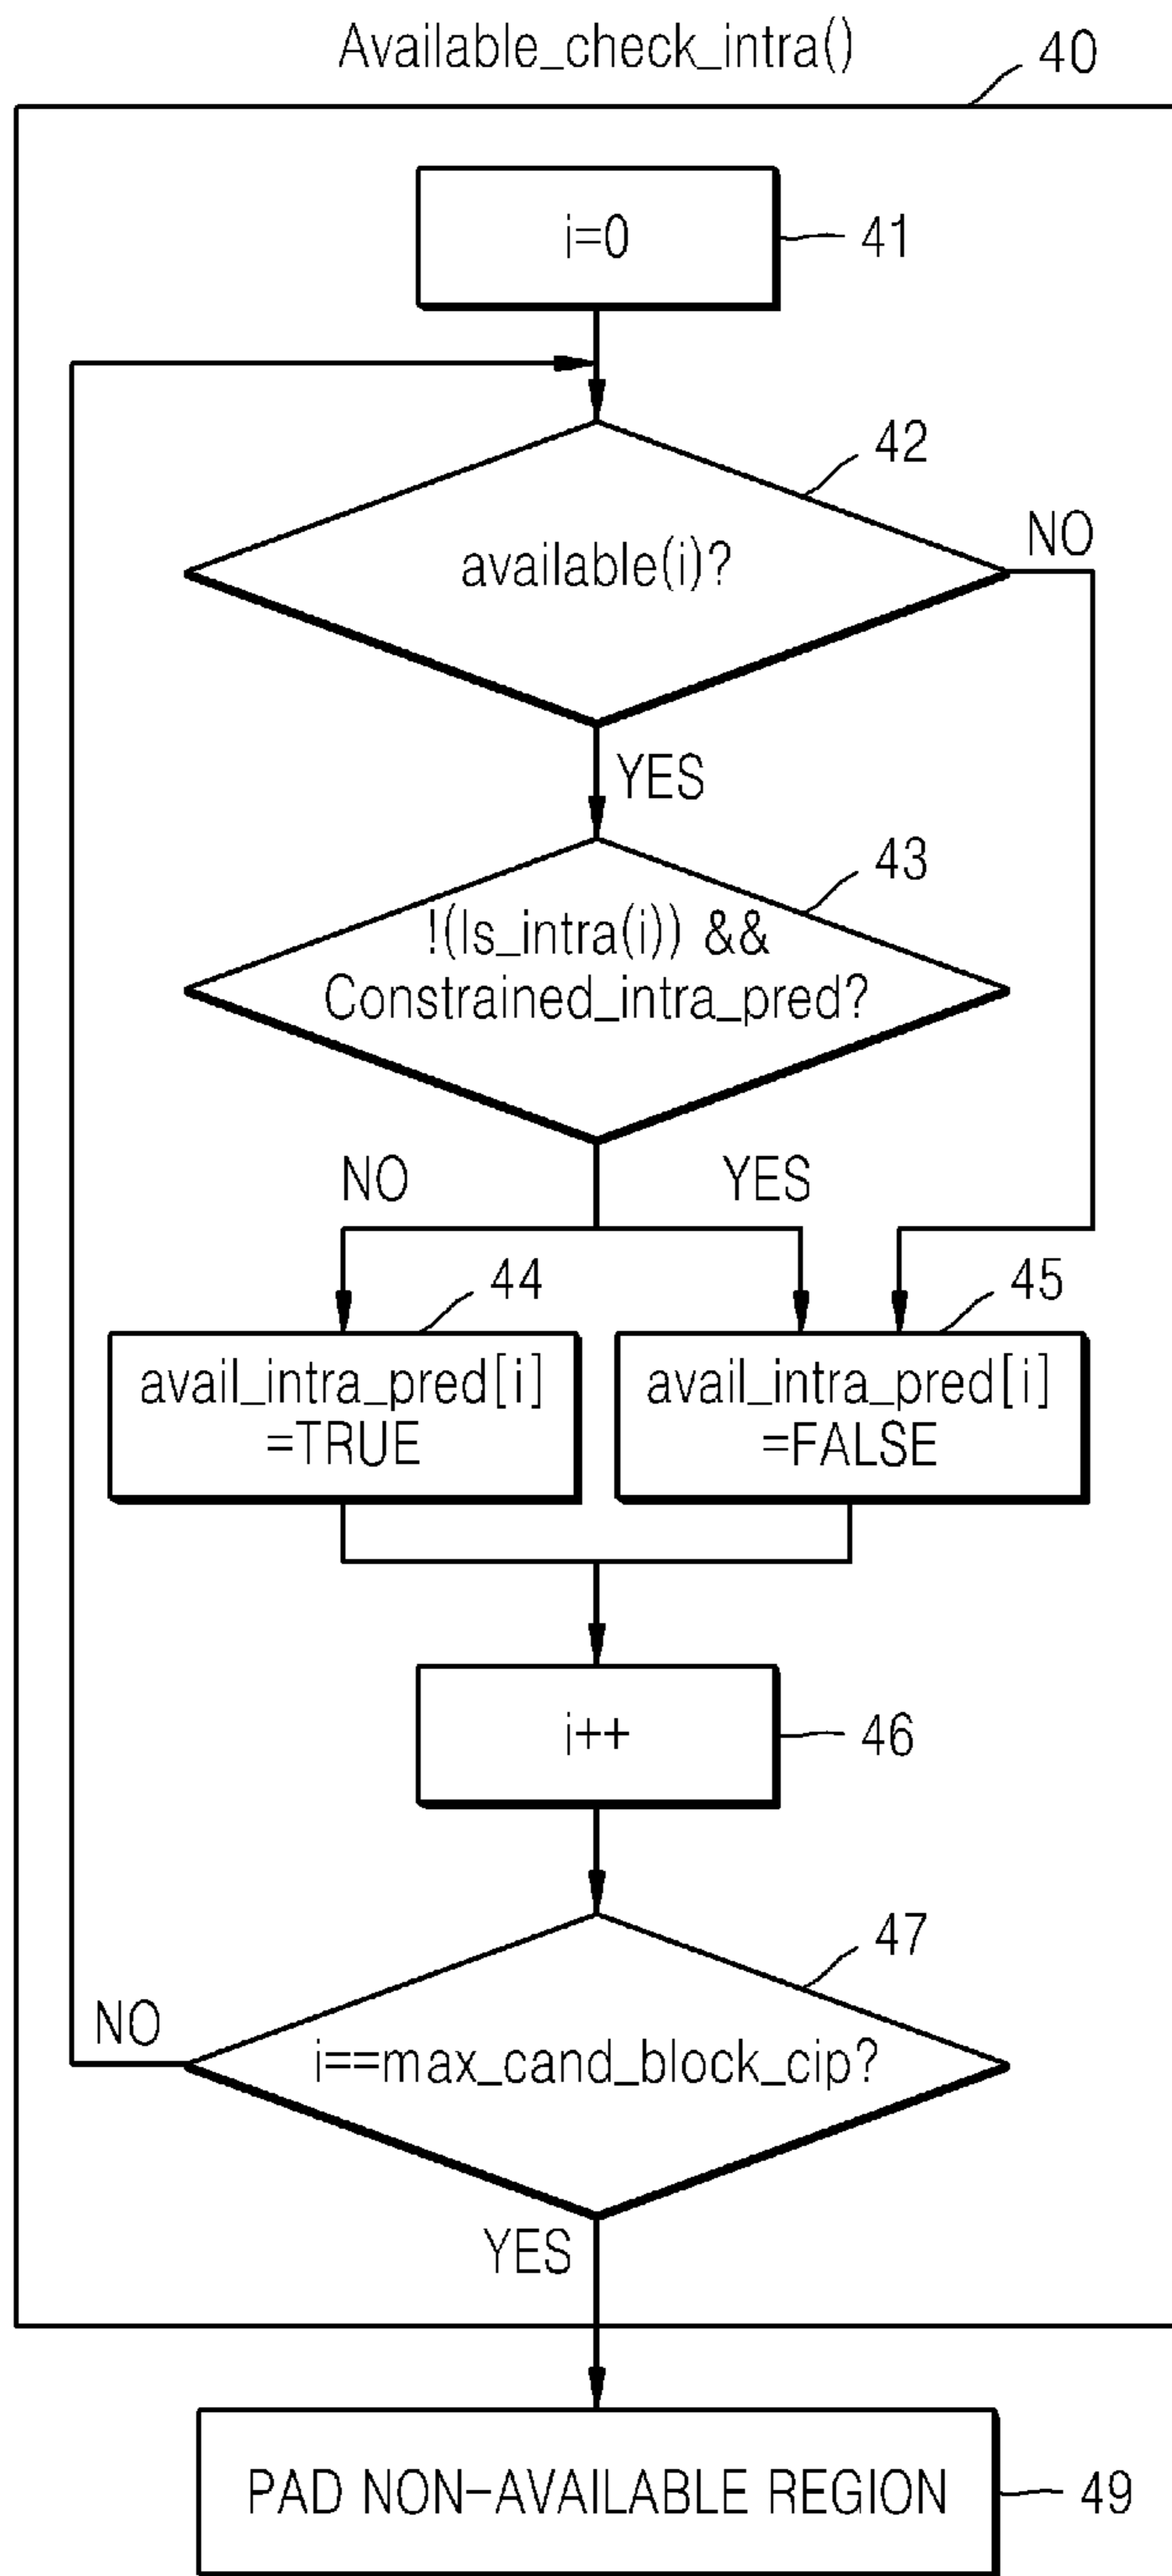 Available_check_intra()
40
i=0
41
42
available(i)?
NO
YES
43
!(Is_intra(i)) &&
Constrained_intra_pred?
NO
YES
44
45
avail_intra_pred[i]
=TRUE
avail_intra_pred[i]
=FALSE
i++
46
47
NO
i==max_cand_block_cip?
YES
PAD NON-AVAILABLE REGION
49